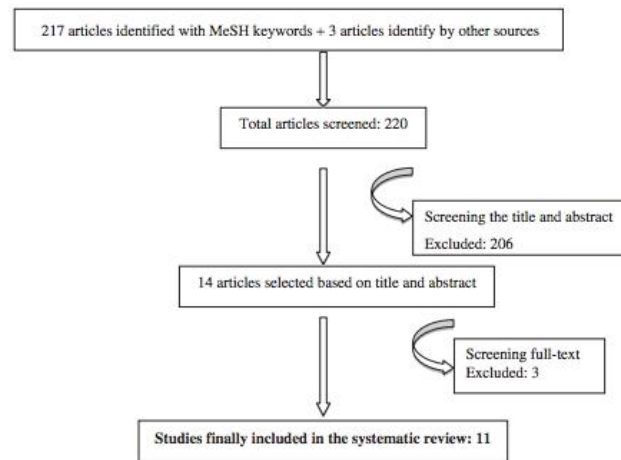 217 articles identified with MeSH keywords + 3 articles identify by other sources
Total articles screened: 220
Screening the title and abstract
Excluded: 206
14 articles selected based on title and abstract
Screening full-text
Excluded: 3
Studies finally included in the systematic review: 11